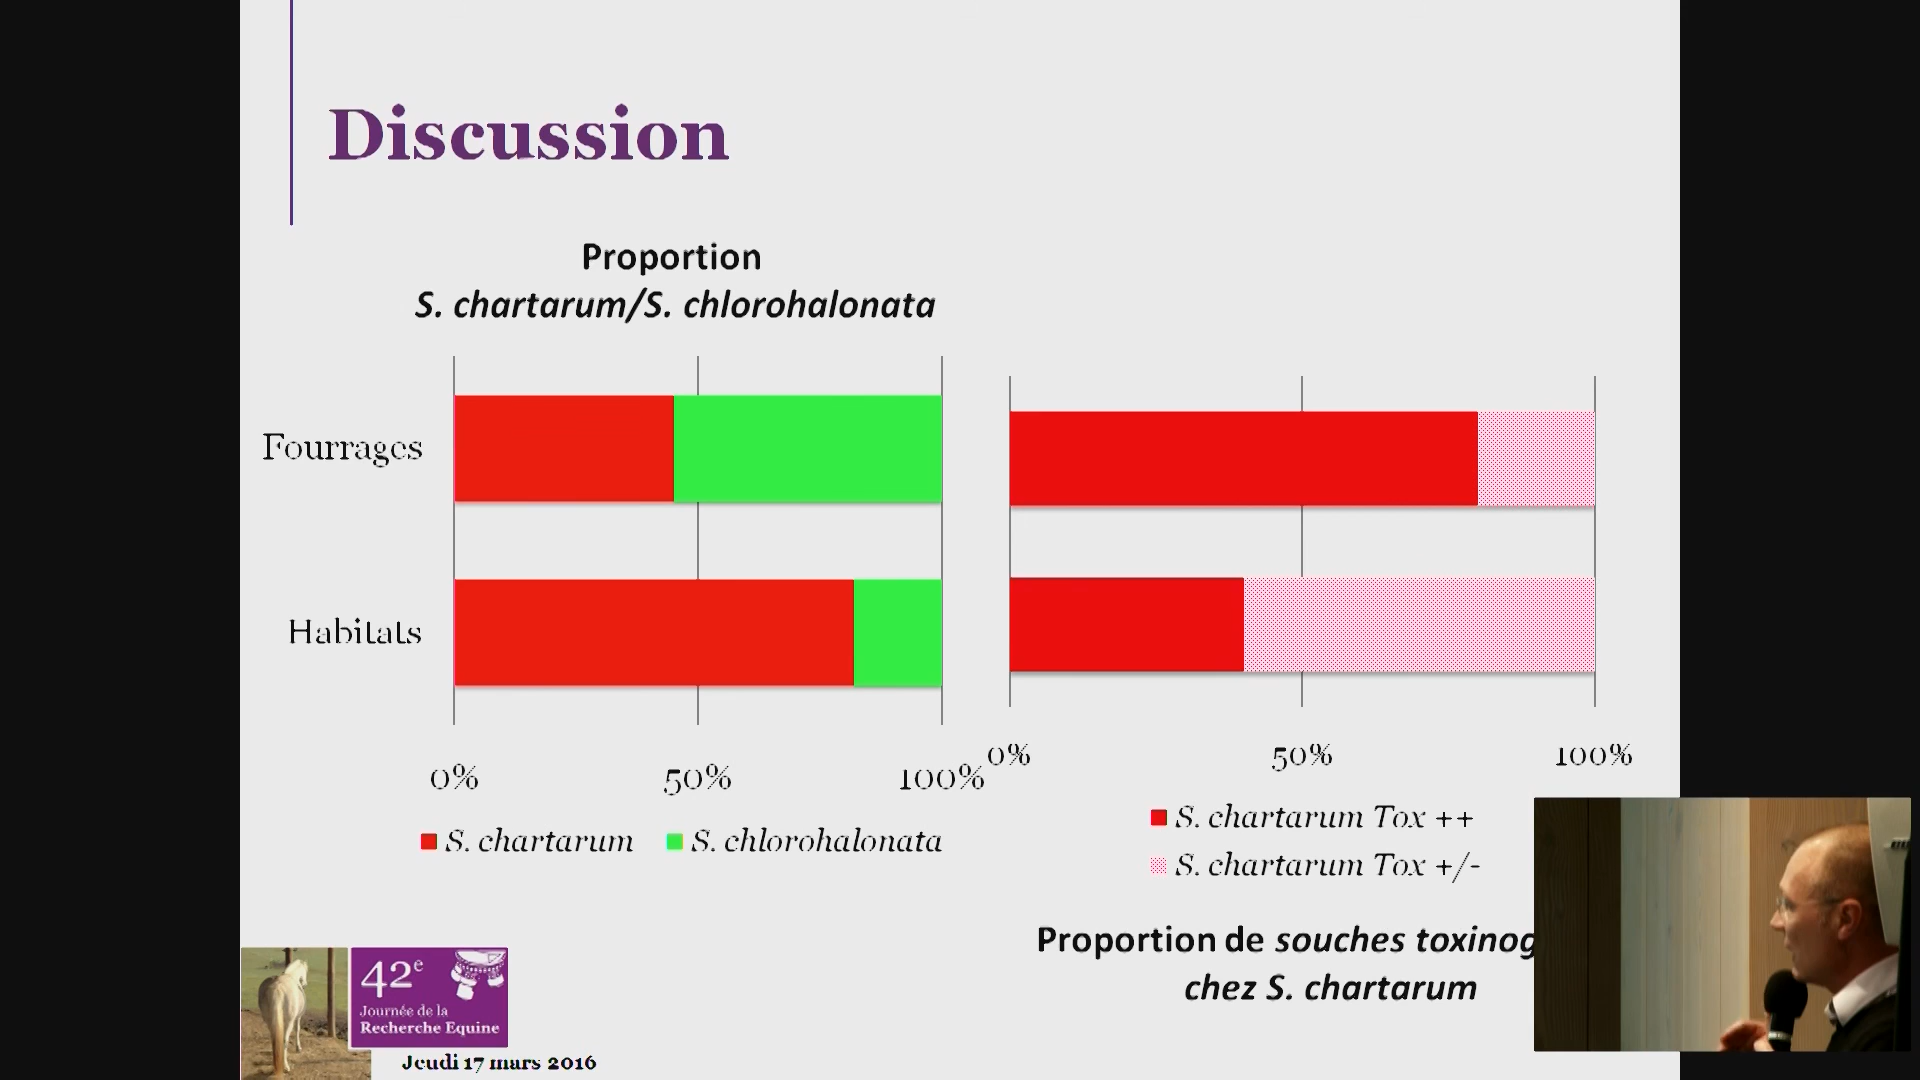 Discussion
Proportion
S. chartarum/S. chlorohalonata
Fourrages
Habitats
0% 50% 100%
S. chartarum S. chlorohalonata
0% 50% 100%
S. chartarum Tox ++
S. chartarum Tox +/-
Proportion de souches
chez S. chartarum
42e
Journée de la
Recherche Equine
Jeudi 17 mars 2016